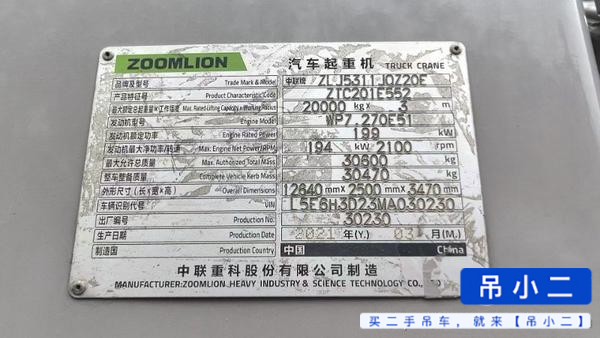 ZOOMLION 汽车起重机 TRUCK CRANE
品牌及型号 Trade Mark & Model 中联牌 ZLJ5311JQZ20F
产品特征号 Product Characteristic Code ZTC201E552
最大额定总起重量x工作幅度 Max. Rated Lifting Capacity x Working Radius 20000 kg x 3 m
发动机型号 Engine Model WP7.270E51
发动机额定功率 Engine Rated Power 199 kW
发动机最大净功率/转速 Max. Engine Net Power/RPM 194 kW 2100 rpm
最大允许总质量 Max. Authorized Total Mass 30600 kg
整车整备质量 Complete Vehicle Kerb Mass 30470 kg
外形尺寸(长x宽x高) Overall Dimensions 12640 mm x 2500 mm x 3470 mm
车辆识别代号 VIN L5E6H3D23MA030230
出厂编号 Production No. 30230
生产日期 Production Date 2021 年(Y.) 03 月(M.)
制造国 Production Country 中国 China
中联重科股份有限公司制造
MANUFACTURER:ZOOMLION HEAVY INDUSTRY & SCIENCE TECHNOLOGY CO.,
吊小二
买二手吊车,就来【吊小二】